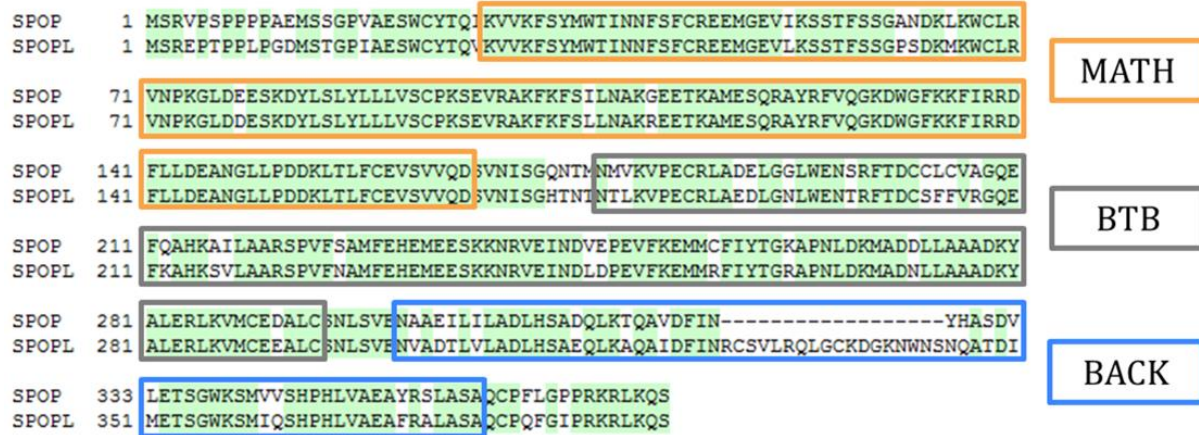 SPOP 1 MSRVPSPPPPAEMSSGPVAESWCYTQIKVVKFSYMWTINNFSFCREEMGEVIKSSTFSSGANDKLKWCLR
SPOPL 1 MSREPTPPLPGDMSTGPIAESWCYTQVKVVKFSYMWTINNFSFCREEMGEVLKSSTFSSGPSDKMKWCLR
MATH
SPOP 71 VNPKGLDEESKDYLSLYLLLVSCPKSEVRAKFKFSILNAKGEETKAMESQRAYRFVQGKDWGFKKFIRRD
SPOPL 71 VNPKGLDDESKDYLSLYLLLVSCPKSEVRAKFKFSLLNAKREETKAMESQRAYRFVQGKDWGFKKFIRRD
SPOP 141 FLLDEANGLLPDDKLTLFCEVSVVQDSVNISGQNTMNMVKVPECRLADELGGLWENSRFTDCCLCVAGQE
SPOPL 141 FLLDEANGLLPDDKLTLFCEVSVVQDSVNISGHTNTNTLKVPECRLAEDLGNLWENTRFTDCSFFVRGQE
BTB
SPOP 211 FQAHKAILAARSPVFSAMFEHEMEESKKNRVEINDVEPEVFKEMMCFIYTGKAPNLDKMADDLLAAADKY
SPOPL 211 FKAHKSVLAARSPVFNAMFEHEMEESKKNRVEINDLDPEVFKEMMRFIYTGRAPNLDKMADNLLAAADKY
SPOP 281 ALERLKVMCEDALCSNLSVENAAEILILADLHSADQLKTQAVDFIN------------------YHASDV
SPOPL 281 ALERLKVMCEEALCSNLSVENVADTLVLADLHSAEQLKAQAIDFINRCSVLRQLGCKDGKNWNSNQATDI
BACK
SPOP 333 LETSGWKSMVVSHPHLVAEAYRSLASAQCPFLGPPRKRLKQS
SPOPL 351 METSGWKSMIQSHPHLVAEAFRALASAQCPQFGIPRKRLKQS